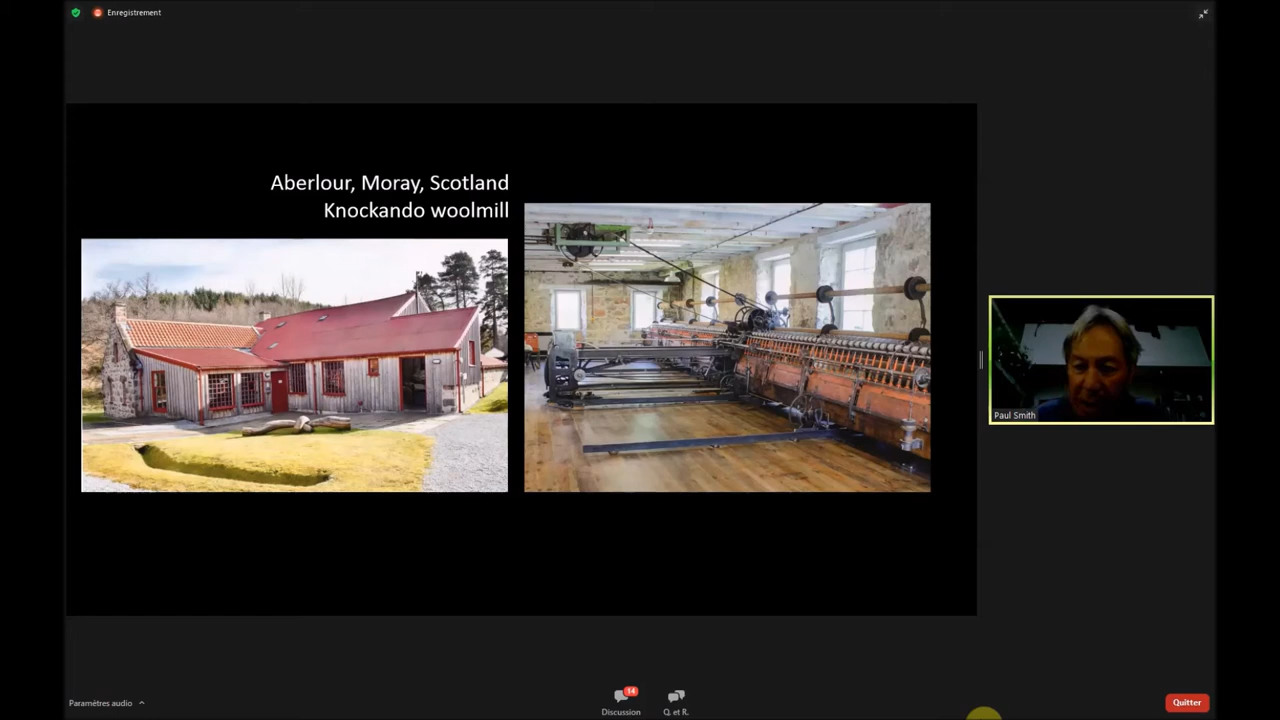 Enregistrement
Aberlour, Moray, Scotland
Knockando woolmill
Paul Smith
Paramètres audio
14
Discussion
Q. et R.
Quitter